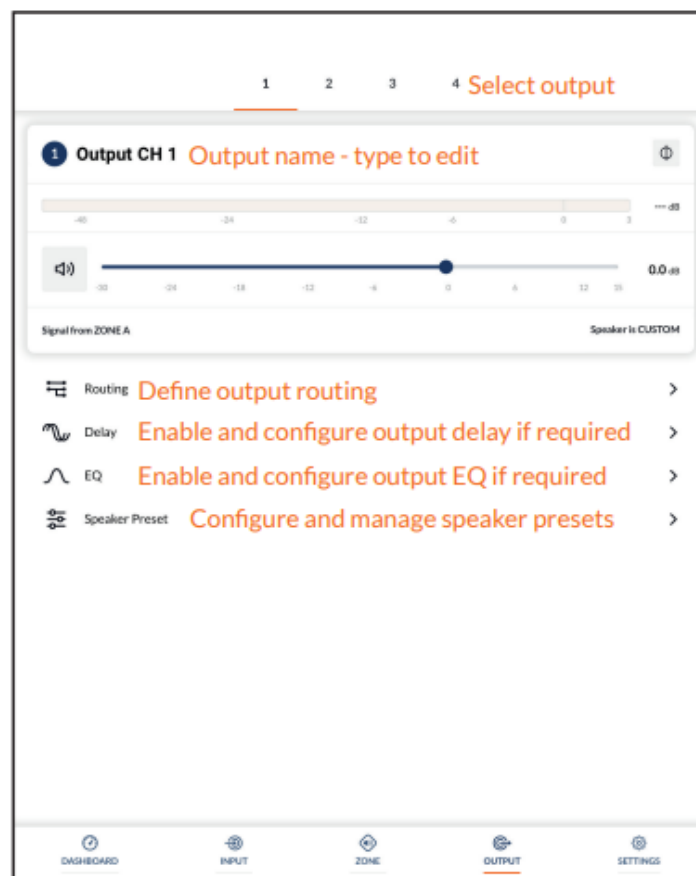 1 2 3 4 Select output
1 Output CH 1 Output name - type to edit
--- dB
-48 -24 -12 -6 0 3
0.0 dB
-30 -24 -18 -12 -6 0 6 12 15
Signal from ZONE A Speaker is CUSTOM
Routing Define output routing
Delay Enable and configure output delay if required
EQ Enable and configure output EQ if required
Speaker Preset Configure and manage speaker presets
DASHBOARD INPUT ZONE OUTPUT SETTINGS